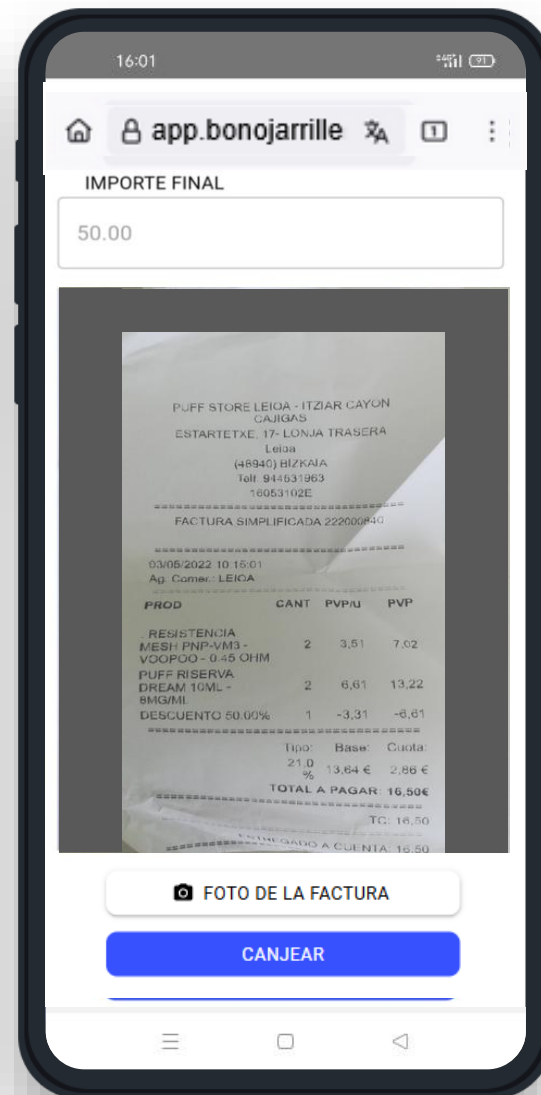 16:01
4G 91
app.bonojarrille
1
IMPORTE FINAL
50.00
PUFF STORE LEIOA - ITZIAR CAYON
CAJIGAS
ESTARTETXE, 17- LONJA TRASERA
Leioa
(48940) BIZKAIA
Telf: 944531963
16053102E
====================================
FACTURA SIMPLIFICADA 222000840
====================================
03/05/2022 10:15:01
Ag. Comer.: LEIOA
PROD CANT PVP/U PVP
. RESISTENCIA
MESH PNP-VM3 - 2 3,51 7,02
VOOPOO - 0.45 OHM
PUFF RISERVA
DREAM 10ML - 2 6,61 13,22
8MG/ML
DESCUENTO 50.00% 1 -3,31 -6,61
====================================
Tipo: Base: Cuota:
21.0
% 13,64 € 2,86 €
TOTAL A PAGAR: 16,50€
====================================
TC: 16,50
====================================
ENTREGADO A CUENTA: 16,50
FOTO DE LA FACTURA
CANJEAR